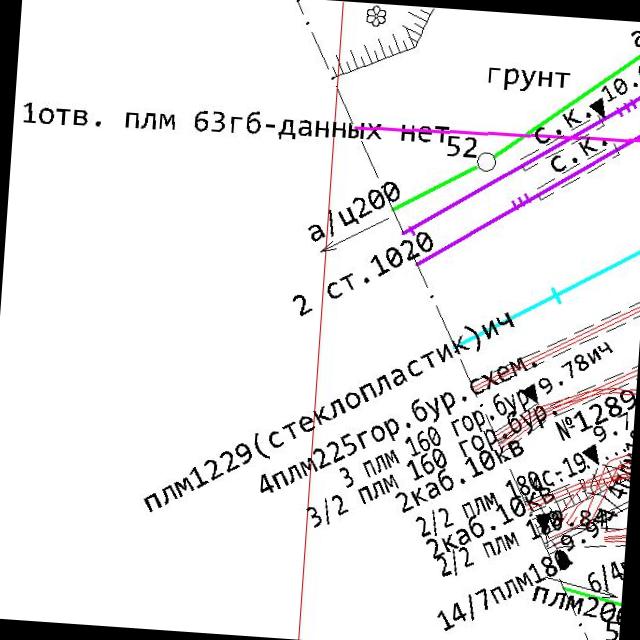 грунт
с.к.
1отв. плм 63гб-данных нет
52
с.к.
а/ц200
2 ст.1020
плм1229(стеклопластик)ич
4плм225гор.бур.схем.
9.78ич
3 плм 160 гор.бур.
3/2 плм 160 гор.бур.
№1289
2каб.10кВ
2/2 плм 180
2каб.10кВ
2/2 плм 180
14/7плм180
плм200